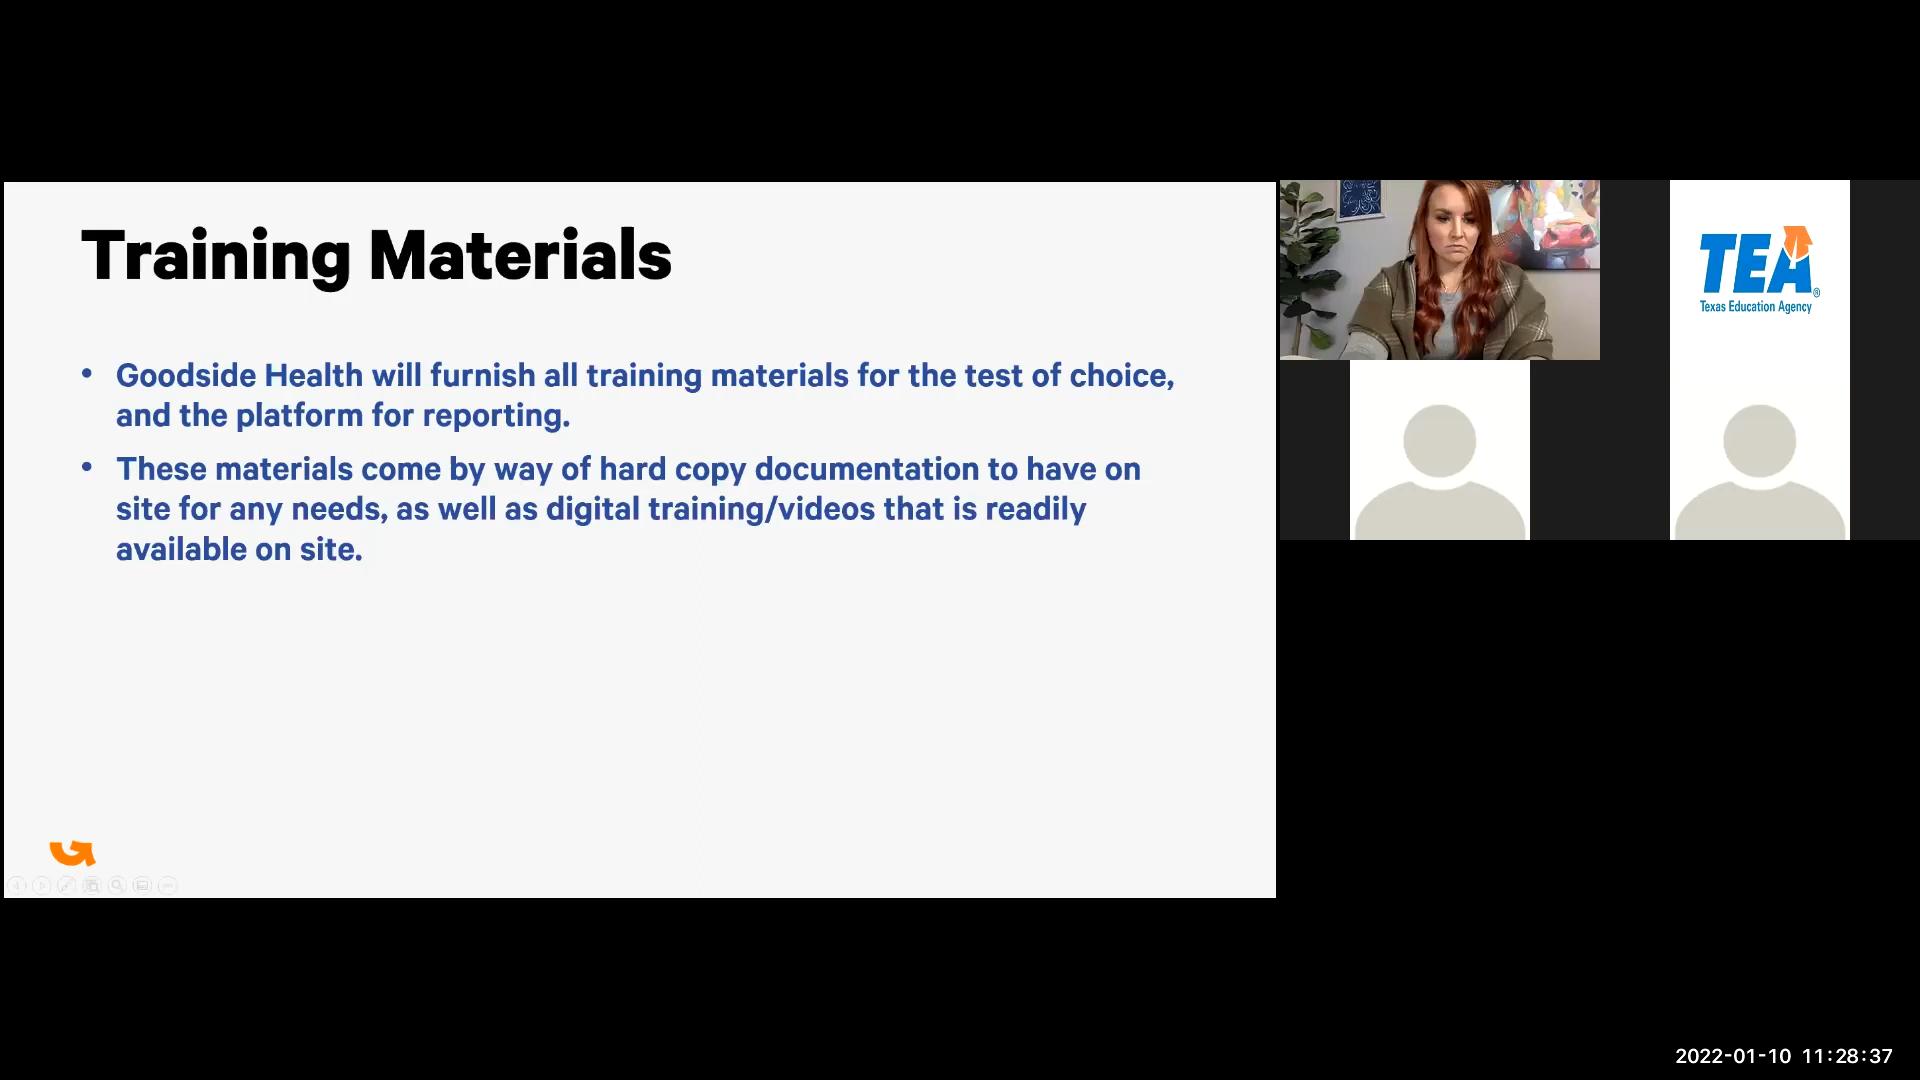 Training Materials
• Goodside Health will furnish all training materials for the test of choice,
and the platform for reporting.
• These materials come by way of hard copy documentation to have on
site for any needs, as well as digital training/videos that is readily
available on site.
TEA®
Texas Education Agency
2022-01-10 11:28:37